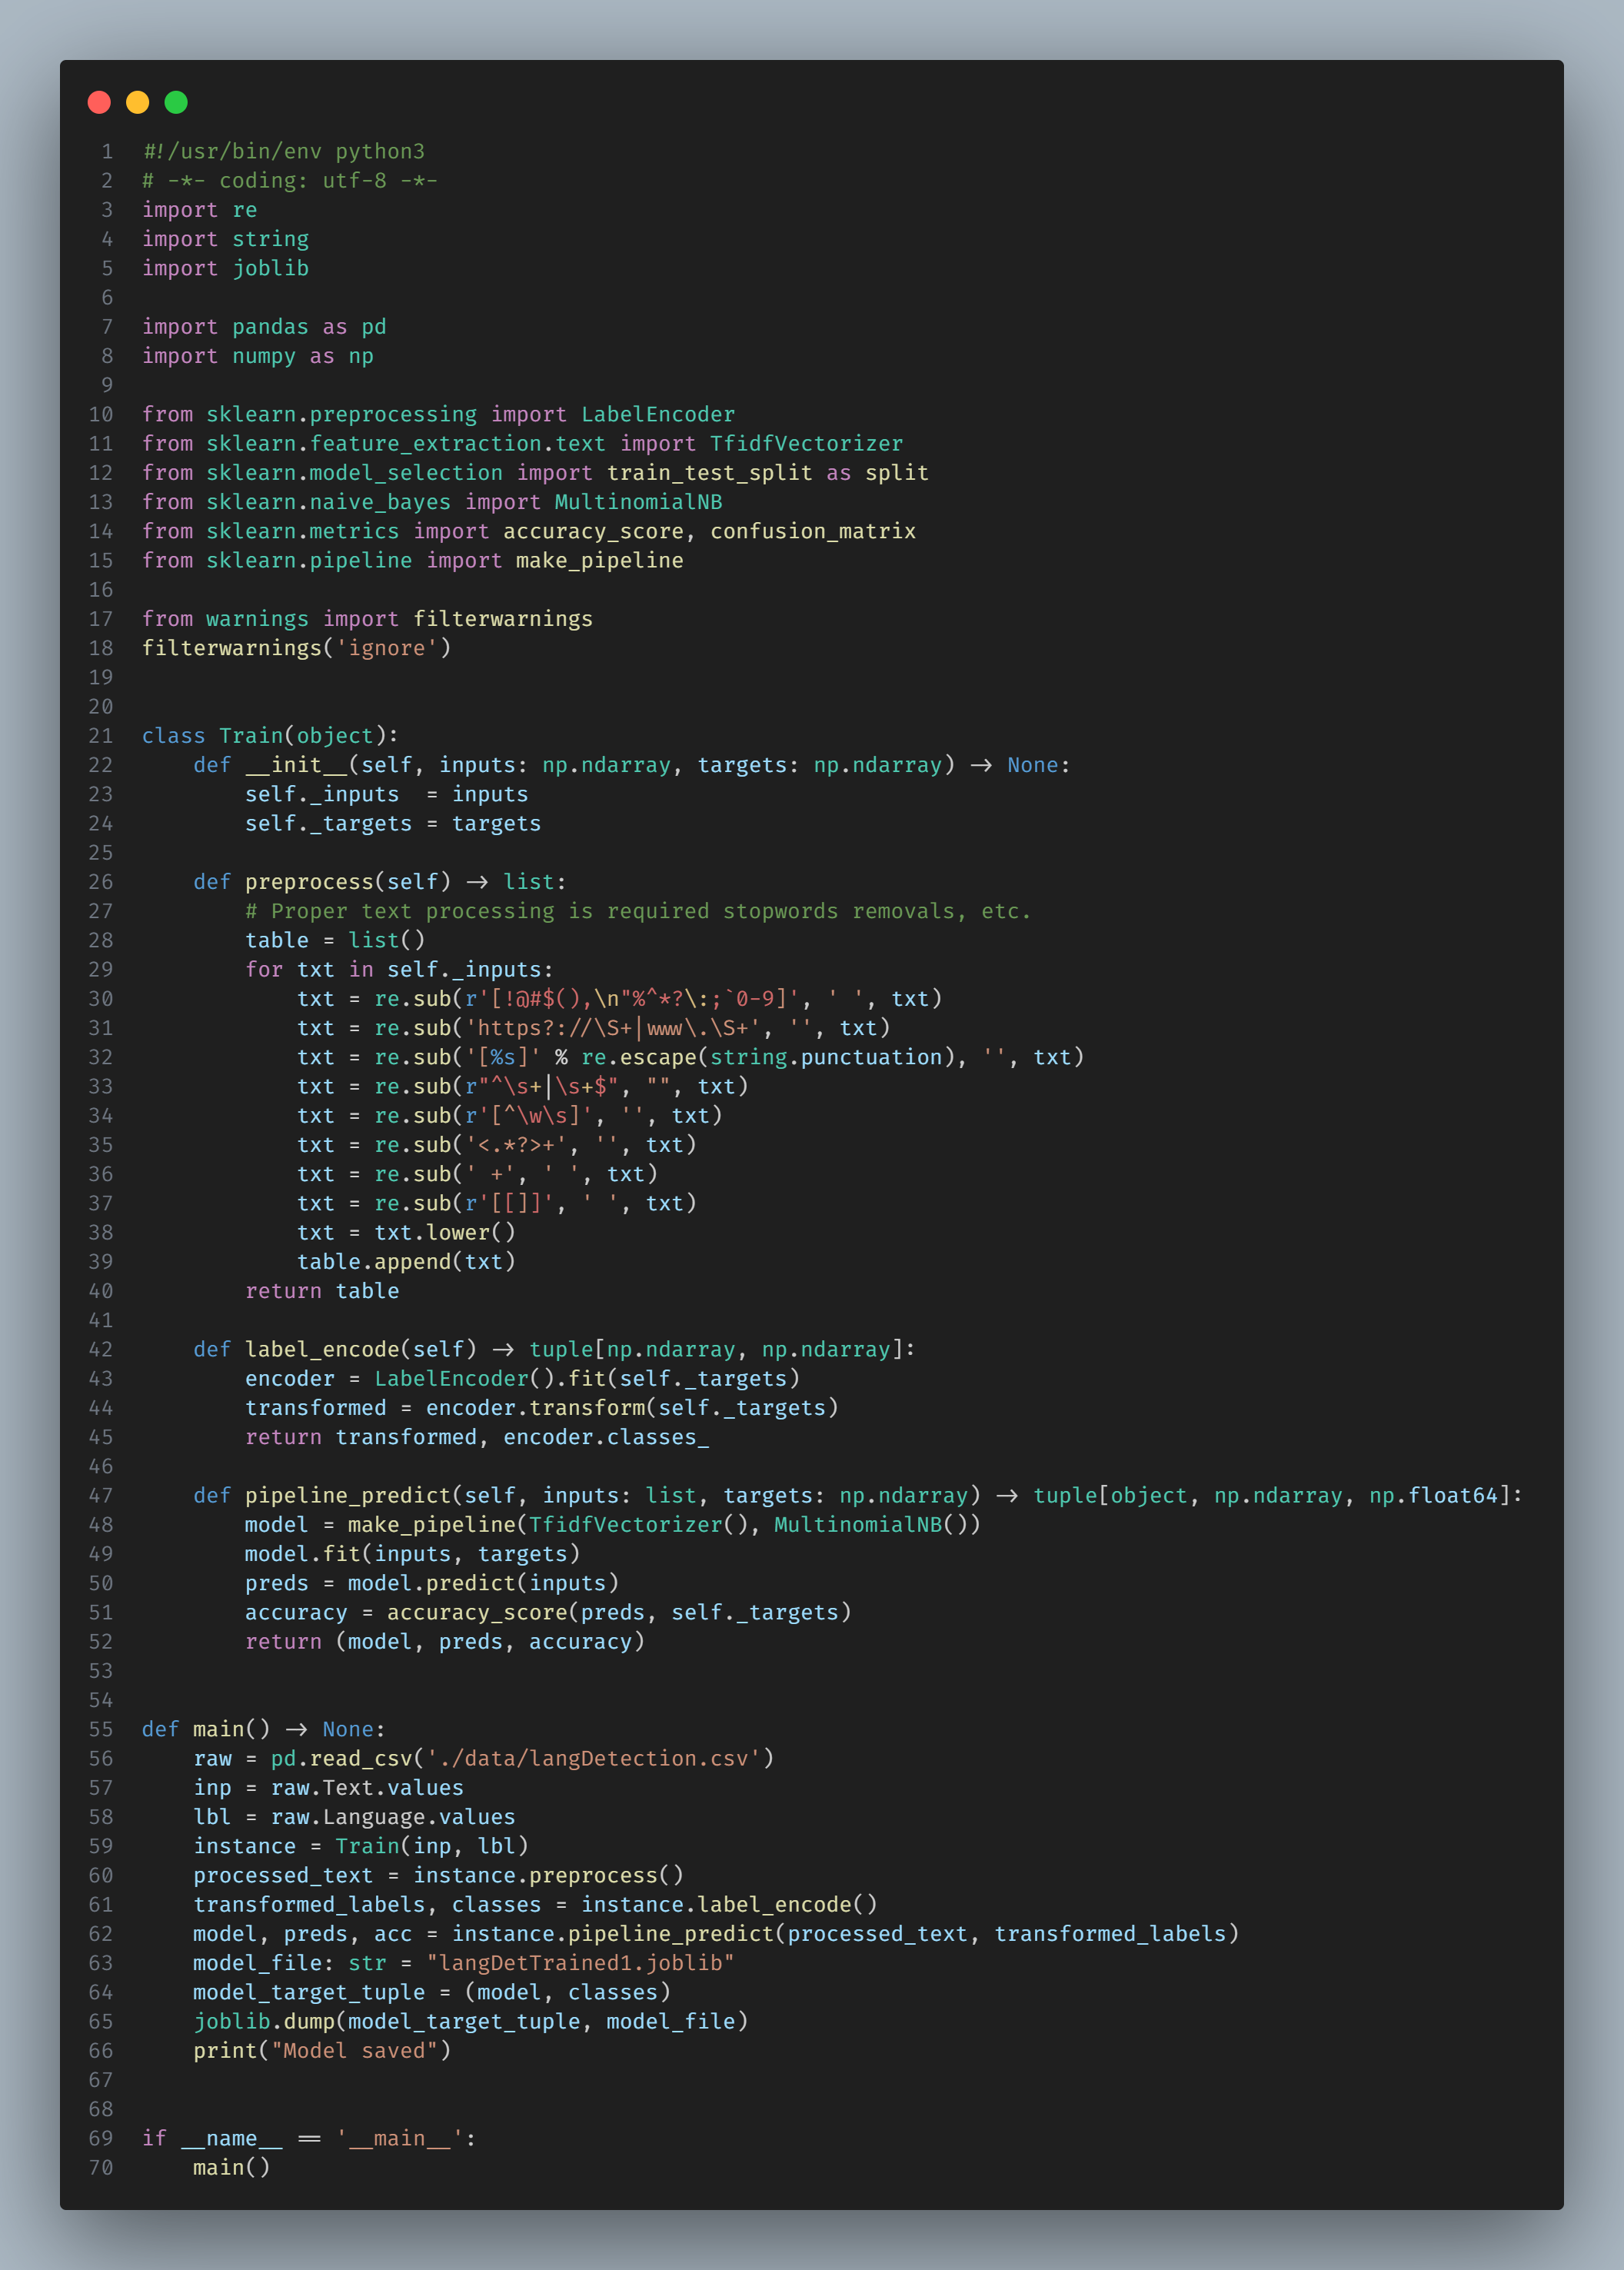 1 #!/usr/bin/env python3
2 # -*- coding: utf-8 -*-
3 import re
4 import string
5 import joblib
6
7 import pandas as pd
8 import numpy as np
9
10 from sklearn.preprocessing import LabelEncoder
11 from sklearn.feature_extraction.text import TfidfVectorizer
12 from sklearn.model_selection import train_test_split as split
13 from sklearn.naive_bayes import MultinomialNB
14 from sklearn.metrics import accuracy_score, confusion_matrix
15 from sklearn.pipeline import make_pipeline
16
17 from warnings import filterwarnings
18 filterwarnings('ignore')
19
20
21 class Train(object):
22     def __init__(self, inputs: np.ndarray, targets: np.ndarray) -> None:
23         self._inputs  = inputs
24         self._targets = targets
25
26     def preprocess(self) -> list:
27         # Proper text processing is required stopwords removals, etc.
28         table = list()
29         for txt in self._inputs:
30             txt = re.sub(r'[!@#$(),\n"%^*?\:;`0-9]', ' ', txt)
31             txt = re.sub('https?://\S+|www\.\S+', '', txt)
32             txt = re.sub('[%s]' % re.escape(string.punctuation), '', txt)
33             txt = re.sub(r"^\s+|\s+$", "", txt)
34             txt = re.sub(r'[^\w\s]', '', txt)
35             txt = re.sub('<.*?>+', '', txt)
36             txt = re.sub(' +', ' ', txt)
37             txt = re.sub(r'[[]]', ' ', txt)
38             txt = txt.lower()
39             table.append(txt)
40         return table
41
42     def label_encode(self) -> tuple[np.ndarray, np.ndarray]:
43         encoder = LabelEncoder().fit(self._targets)
44         transformed = encoder.transform(self._targets)
45         return transformed, encoder.classes_
46
47     def pipeline_predict(self, inputs: list, targets: np.ndarray) -> tuple[object, np.ndarray, np.float64]:
48         model = make_pipeline(TfidfVectorizer(), MultinomialNB())
49         model.fit(inputs, targets)
50         preds = model.predict(inputs)
51         accuracy = accuracy_score(preds, self._targets)
52         return (model, preds, accuracy)
53
54
55 def main() -> None:
56     raw = pd.read_csv('./data/langDetection.csv')
57     inp = raw.Text.values
58     lbl = raw.Language.values
59     instance = Train(inp, lbl)
60     processed_text = instance.preprocess()
61     transformed_labels, classes = instance.label_encode()
62     model, preds, acc = instance.pipeline_predict(processed_text, transformed_labels)
63     model_file: str = "langDetTrained1.joblib"
64     model_target_tuple = (model, classes)
65     joblib.dump(model_target_tuple, model_file)
66     print("Model saved")
67
68
69 if __name__ == '__main__':
70     main()